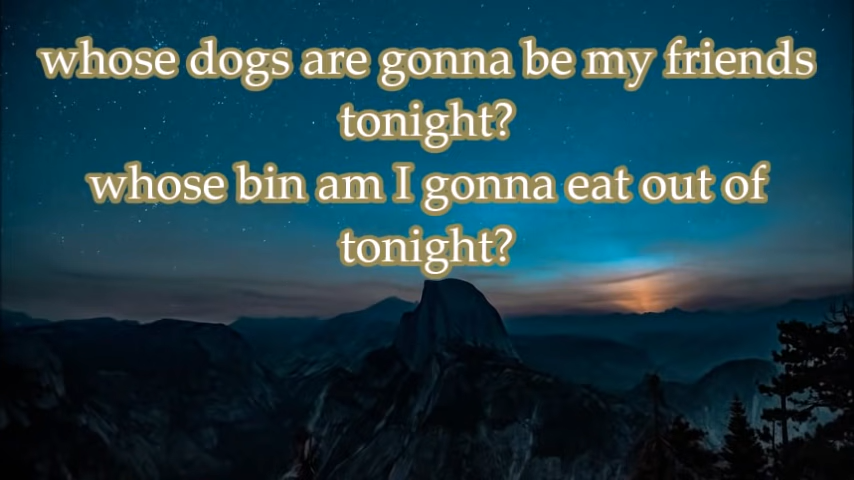 whose dogs are gonna be my friends
tonight?
whose bin am I gonna eat out of
tonight?